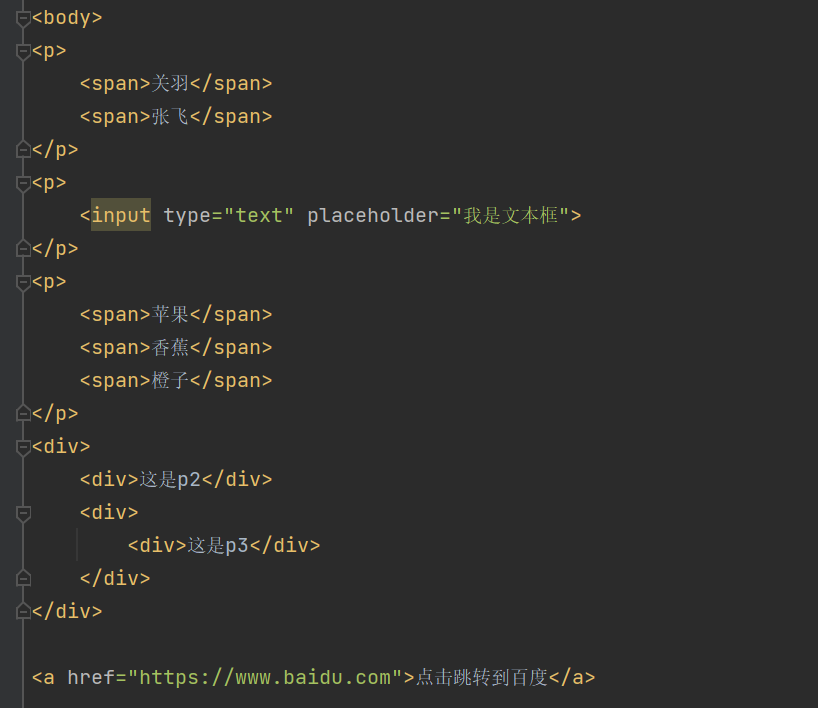 <body>
<p>
    <span>关羽</span>
    <span>张飞</span>
</p>
<p>
    <input type="text" placeholder="我是文本框">
</p>
<p>
    <span>苹果</span>
    <span>香蕉</span>
    <span>橙子</span>
</p>
<div>
    <div>这是p2</div>
    <div>
        <div>这是p3</div>
    </div>
</div>

<a href="https://www.baidu.com">点击跳转到百度</a>